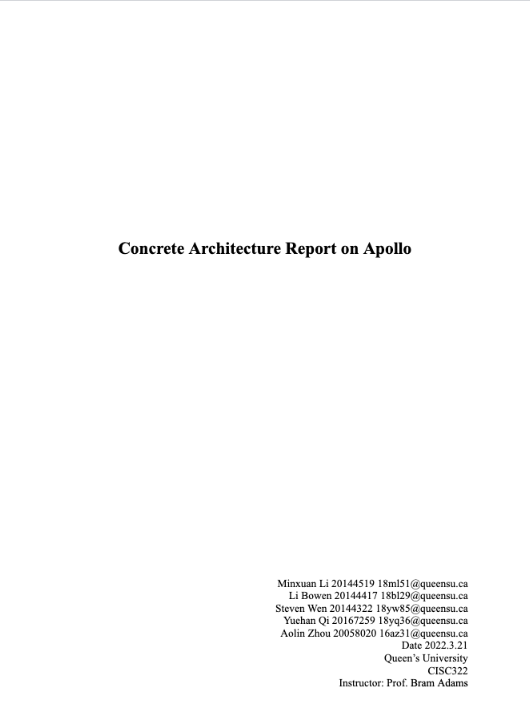 Concrete Architecture Report on Apollo
Minxuan Li 20144519 18ml51@queensu.ca
Li Bowen 20144417 18bl29@queensu.ca
Steven Wen 20144322 18yw85@queensu.ca
Yuehan Qi 20167259 18yq36@queensu.ca
Aolin Zhou 20058020 16az31@queensu.ca
Date 2022.3.21
Queen's University
CISC322
Instructor: Prof. Bram Adams